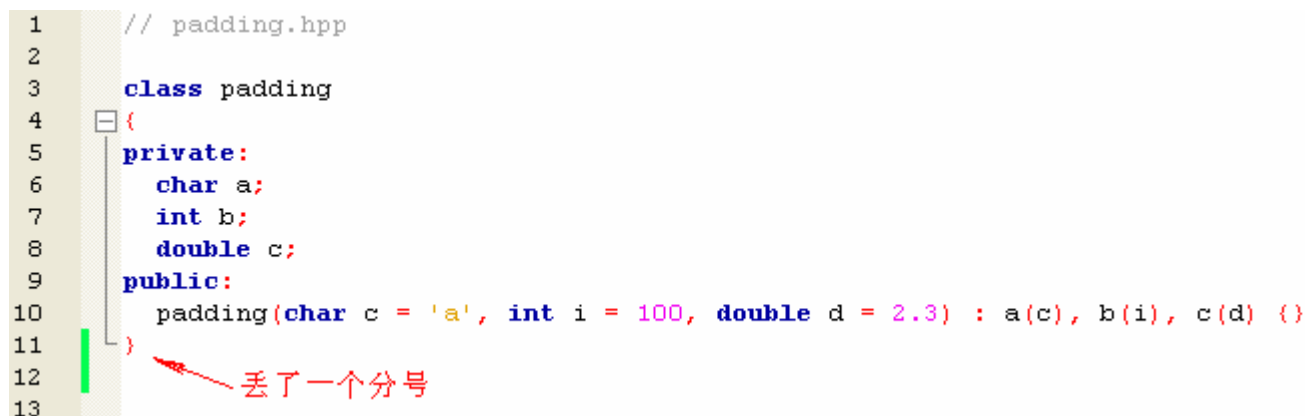 1 // padding.hpp
2
3 class padding
4 {
5 private:
6 char a;
7 int b;
8 double c;
9 public:
10 padding(char c = 'a', int i = 100, double d = 2.3) : a(c), b(i), c(d) {}
11 }
12 丢了一个分号
13